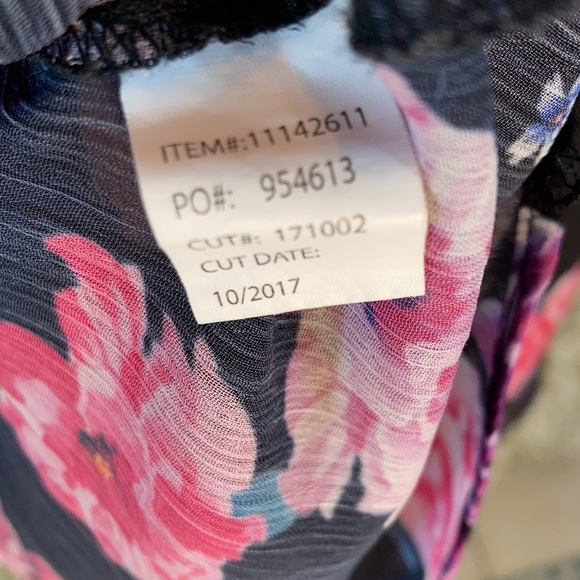 ITEM#:11142611
PO#: 954613
CUT#: 171002
CUT DATE:
10/2017